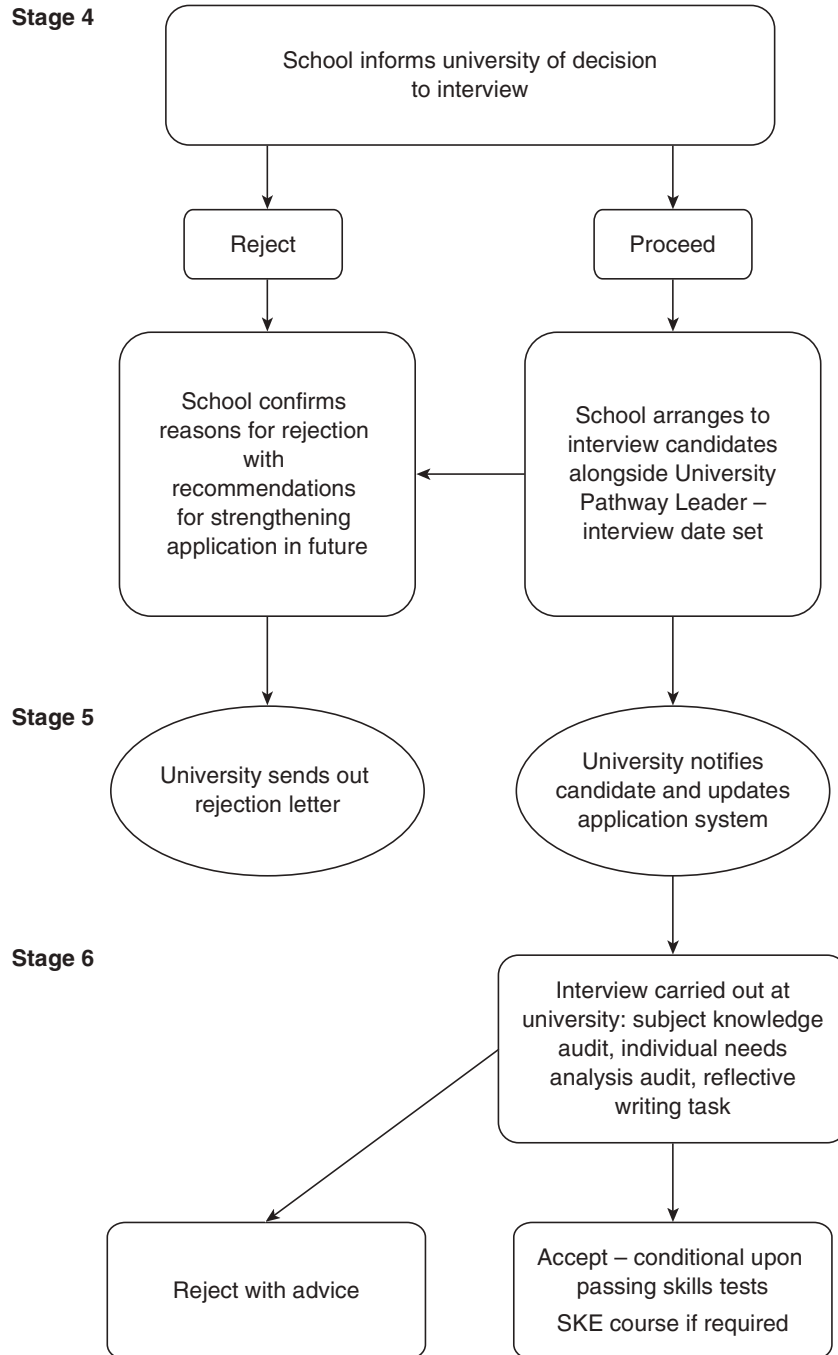 Stage 4
School informs university of decision
to interview
Reject
Proceed
School confirms
reasons for rejection
with
recommendations
for strengthening
application in future
School arranges to
interview candidates
alongside University
Pathway Leader –
interview date set
Stage 5
University sends out
rejection letter
University notifies
candidate and updates
application system
Stage 6
Interview carried out at
university: subject knowledge
audit, individual needs
analysis audit, reflective
writing task
Reject with advice
Accept – conditional upon
passing skills tests
SKE course if required